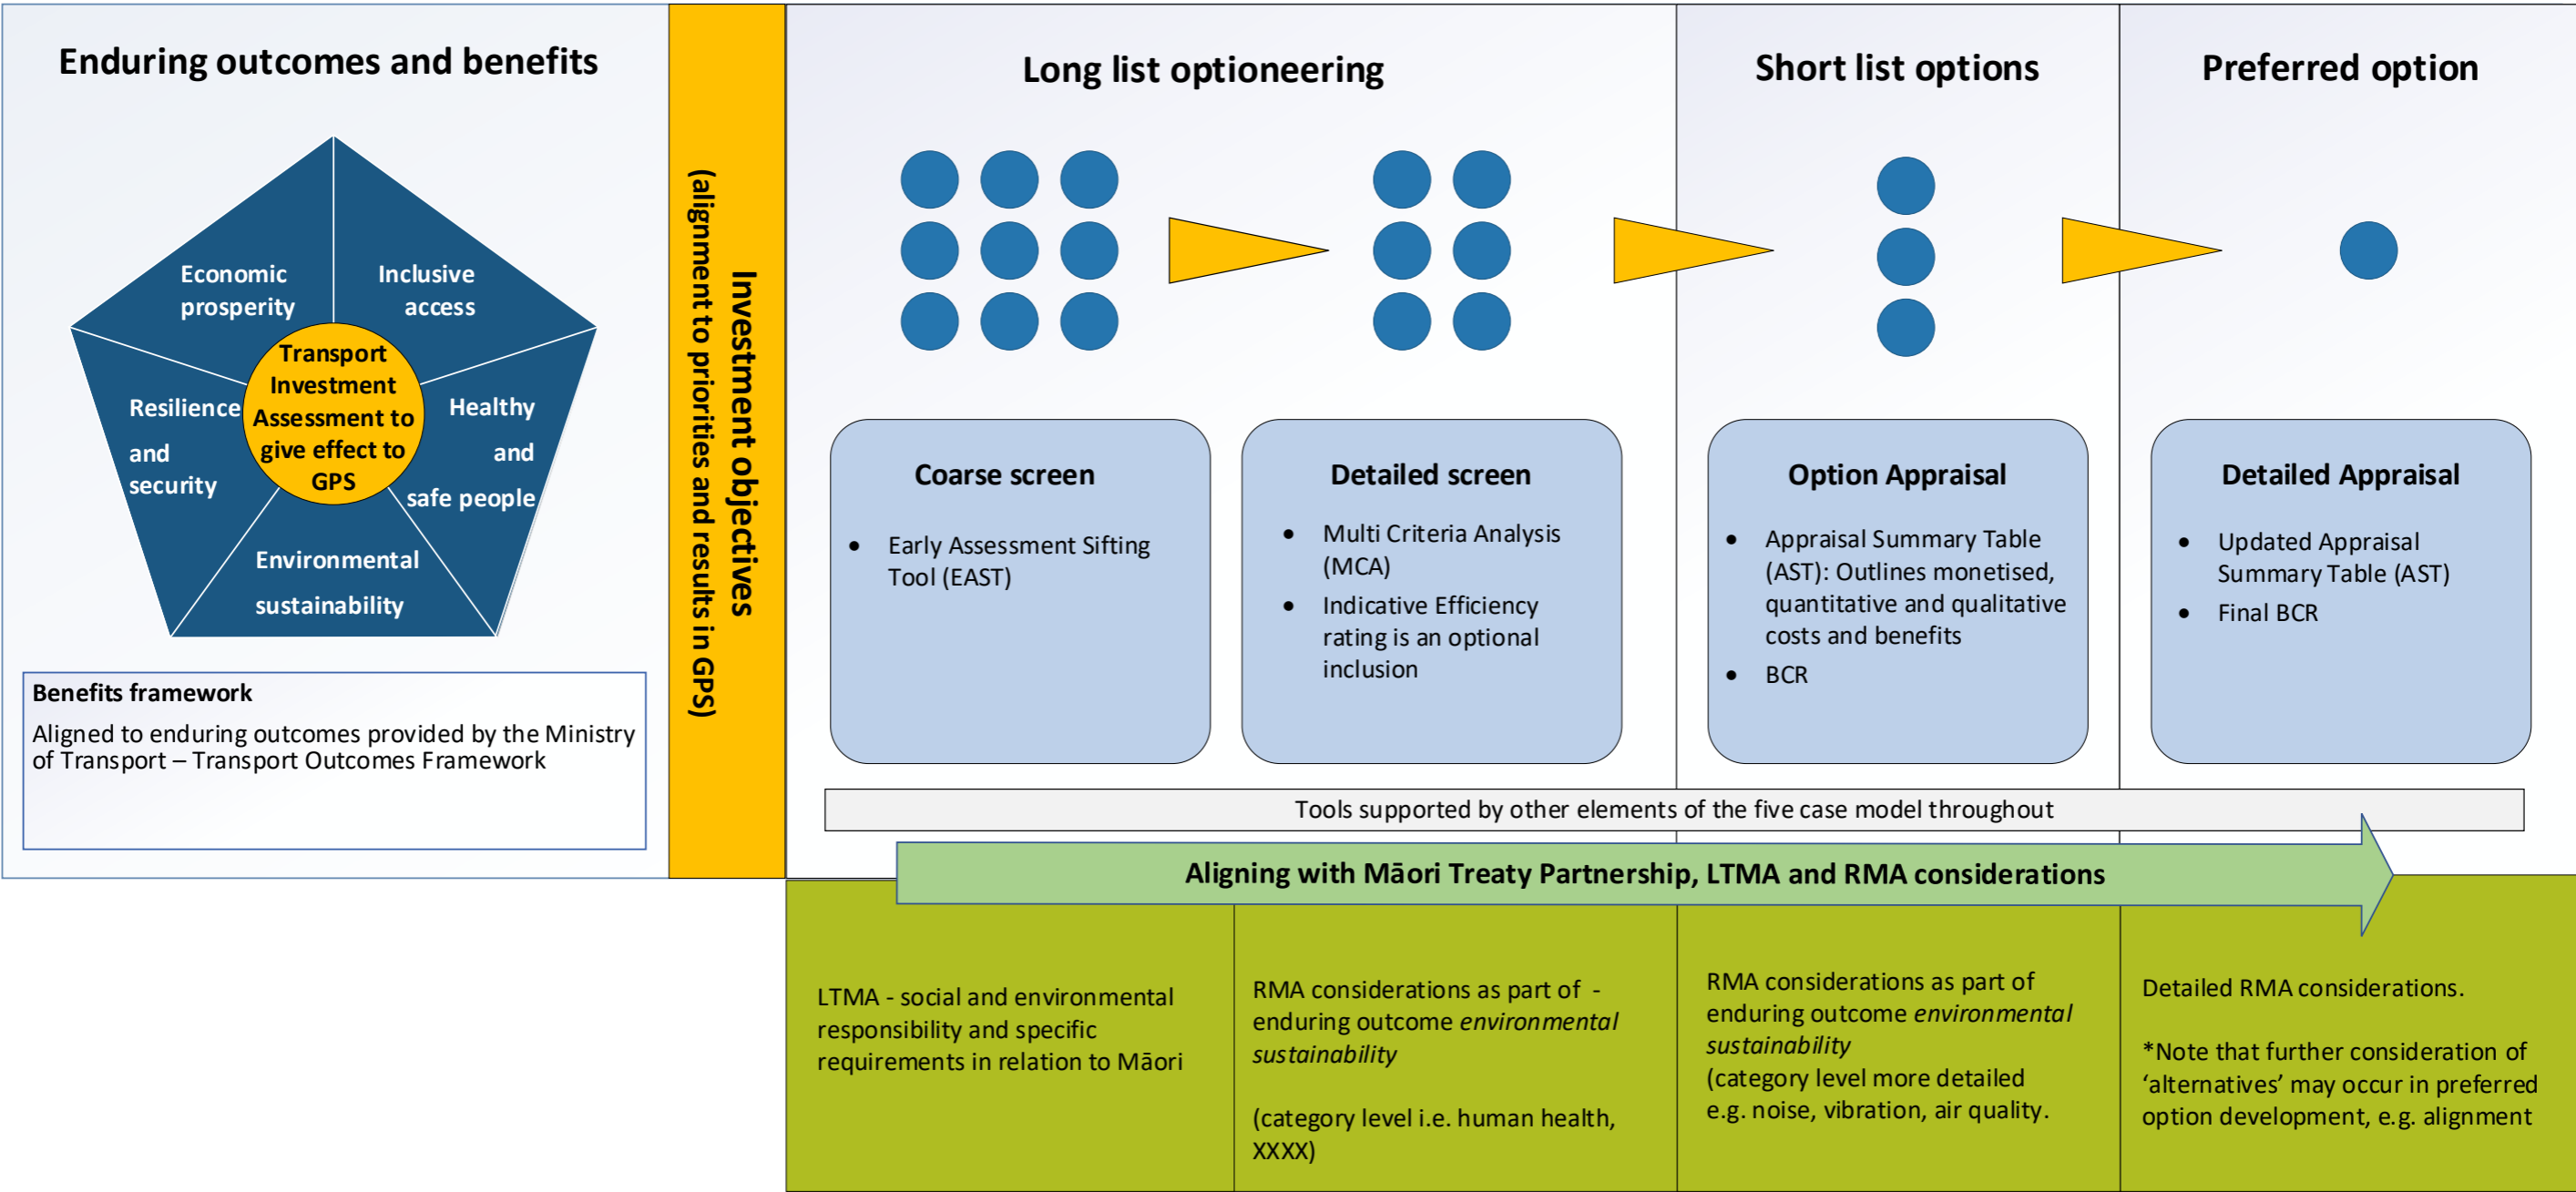 Enduring outcomes and benefits
Economic
prosperity
Inclusive
access
Resilience
and
security
Healthy
and
safe people
Environmental
sustainability
Transport
Investment
Assessment to
give effect to
GPS
Benefits framework
Aligned to enduring outcomes provided by the Ministry
of Transport – Transport Outcomes Framework
Investment objectives
(alignment to priorities and results in GPS)
Long list optioneering
Short list options
Preferred option
Coarse screen
• Early Assessment Sifting
Tool (EAST)
Detailed screen
• Multi Criteria Analysis
(MCA)
• Indicative Efficiency
rating is an optional
inclusion
Option Appraisal
• Appraisal Summary Table
(AST): Outlines monetised,
quantitative and qualitative
costs and benefits
• BCR
Detailed Appraisal
• Updated Appraisal
Summary Table (AST)
• Final BCR
Tools supported by other elements of the five case model throughout
Aligning with Māori Treaty Partnership, LTMA and RMA considerations
LTMA - social and environmental
responsibility and specific
requirements in relation to Māori
RMA considerations as part of -
enduring outcome environmental
sustainability
(category level i.e. human health,
XXXX)
RMA considerations as part of
enduring outcome environmental
sustainability
(category level more detailed
e.g. noise, vibration, air quality.
Detailed RMA considerations.
*Note that further consideration of
‘alternatives’ may occur in preferred
option development, e.g. alignment